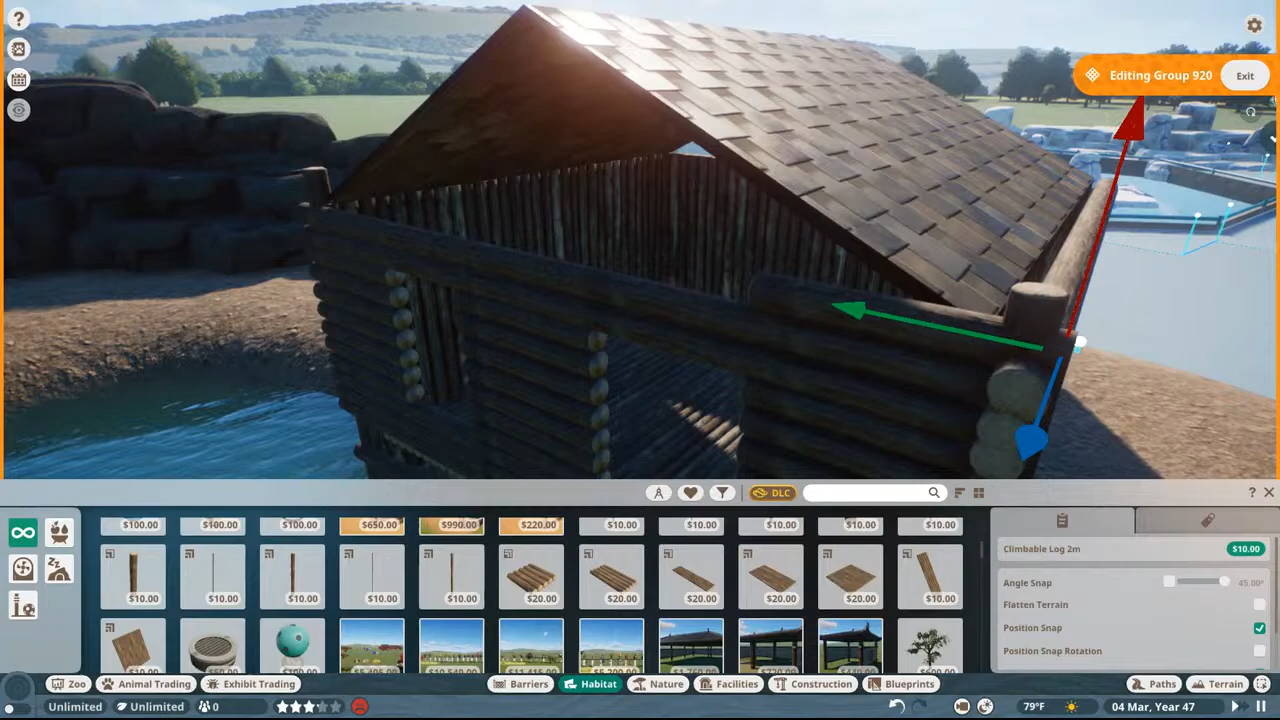 ?
Editing Group 920 Exit
DLC
? ×
$100.00 $100.00 $100.00 $650.00 $990.00 $220.00 $10.00 $10.00 $10.00 $10.00 $10.00
Climbable Log 2m $10.00
$10.00 $10.00 $10.00 $10.00 $10.00 $20.00 $20.00 $20.00 $20.00 $20.00 $10.00
Angle Snap 45.00°
Flatten Terrain
Position Snap
Position Snap Rotation
Zoo Animal Trading Exhibit Trading Barriers Habitat Nature Facilities Construction Blueprints Paths Terrain
Unlimited Unlimited 0 79°F 04 Mar, Year 47